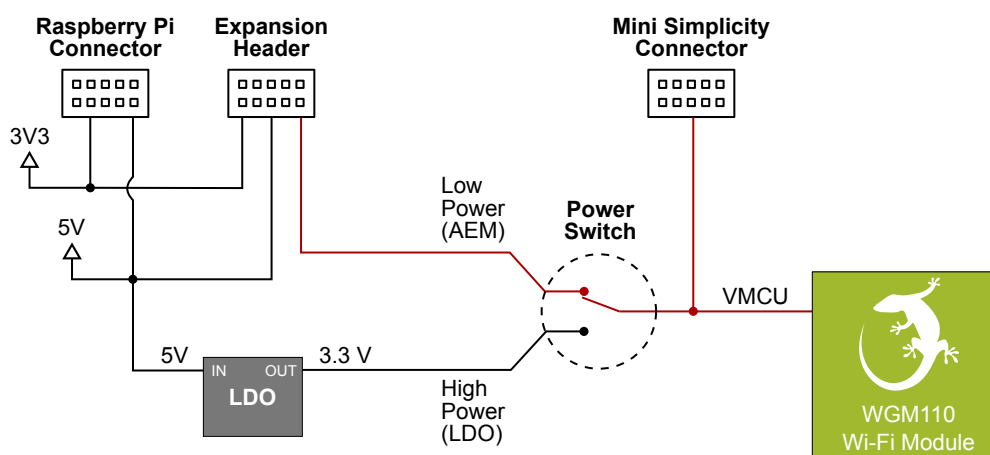 Raspberry Pi
Connector
Expansion
Header
Mini Simplicity
Connector
3V3
5V
Low
Power
(AEM)
Power
Switch
VMCU
5V
IN
OUT
LDO
3.3 V
High
Power
(LDO)
WGM110
Wi-Fi Module